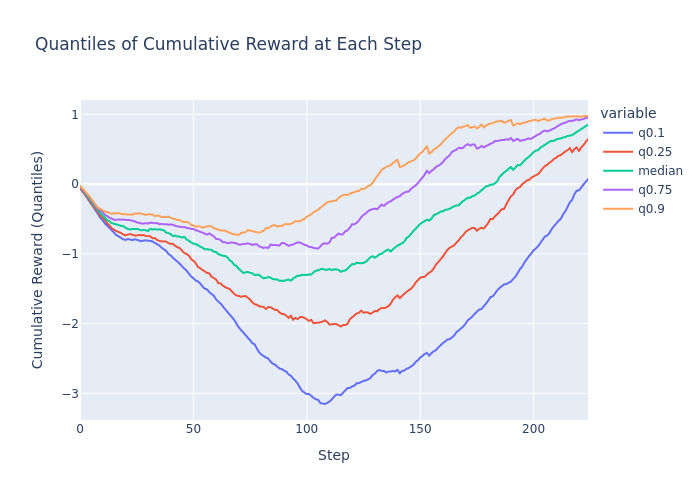 Quantiles of Cumulative Reward at Each Step
Cumulative Reward (Quantiles)
1
0
−1
−2
−3
0
50
100
150
200
Step
variable
q0.1
q0.25
median
q0.75
q0.9